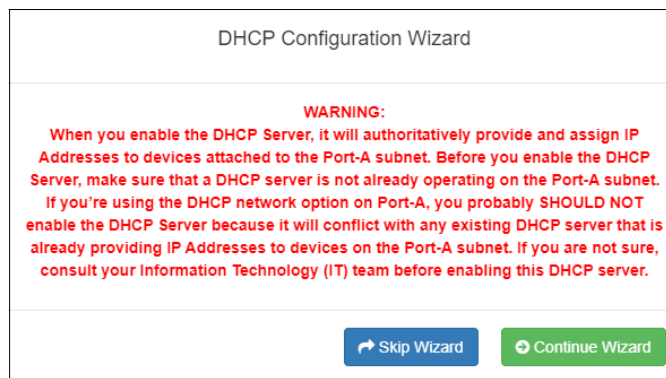 DHCP Configuration Wizard
WARNING:
When you enable the DHCP Server, it will authoritatively provide and assign IP
Addresses to devices attached to the Port-A subnet. Before you enable the DHCP
Server, make sure that a DHCP server is not already operating on the Port-A subnet.
If you're using the DHCP network option on Port-A, you probably SHOULD NOT
enable the DHCP Server because it will conflict with any existing DHCP server that is
already providing IP Addresses to devices on the Port-A subnet. If you are not sure,
consult your Information Technology (IT) team before enabling this DHCP server.
Skip Wizard
Continue Wizard